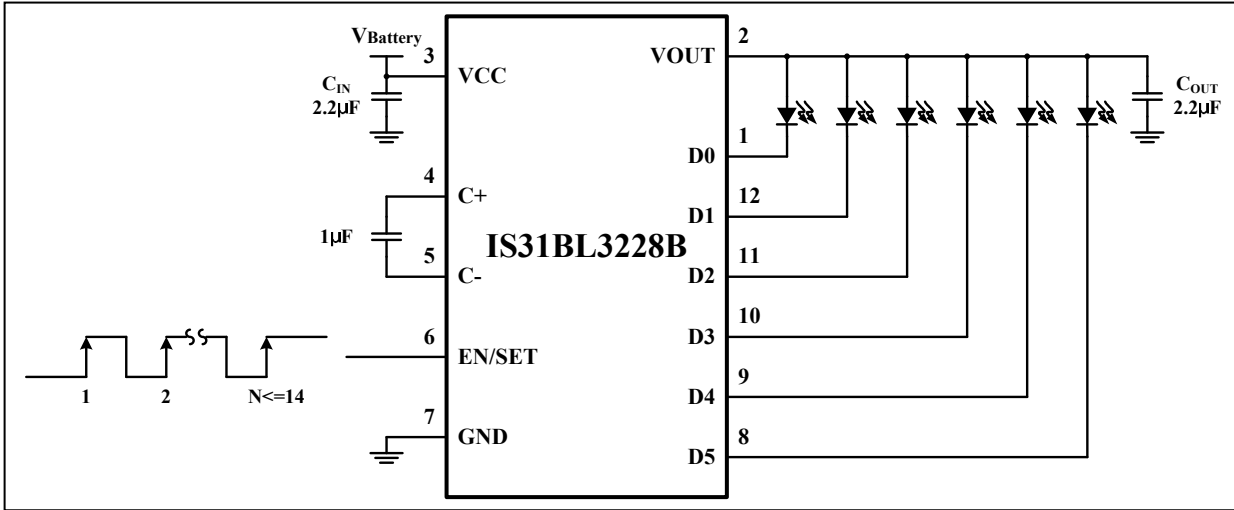 VBattery
3
VCC
CIN
2.2µF
4
C+
1µF
5
C-
6
EN/SET
1
2
N<=14
7
GND
IS31BL3228B
2
VOUT
COUT
2.2µF
1
D0
12
D1
11
D2
10
D3
9
D4
8
D5